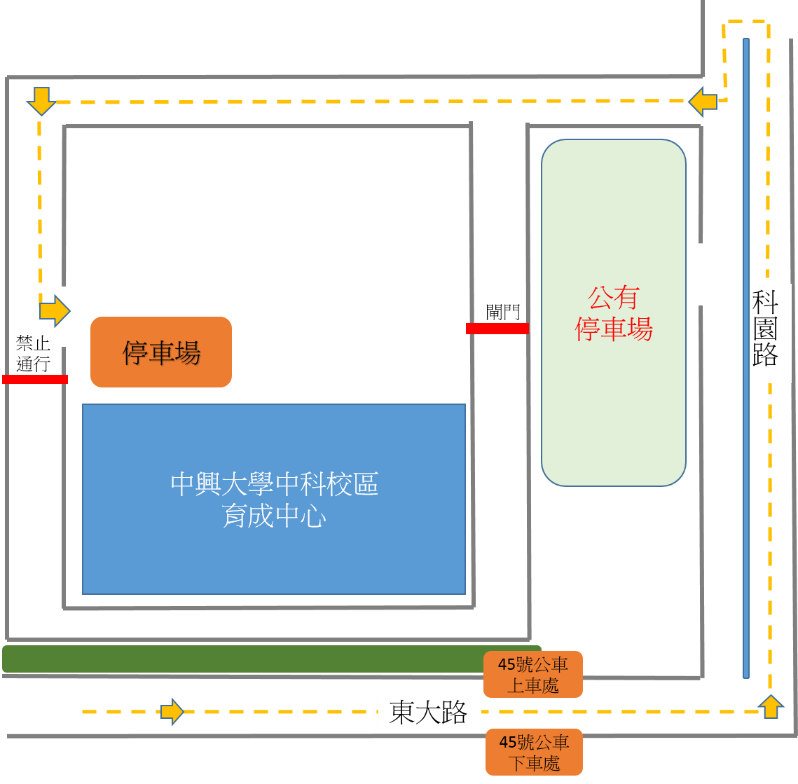 科
園
路
公有
停車場
閘門
禁止
通行
停車場
中興大學中科校區
育成中心
45號公車
上車處
東大路
45號公車
下車處